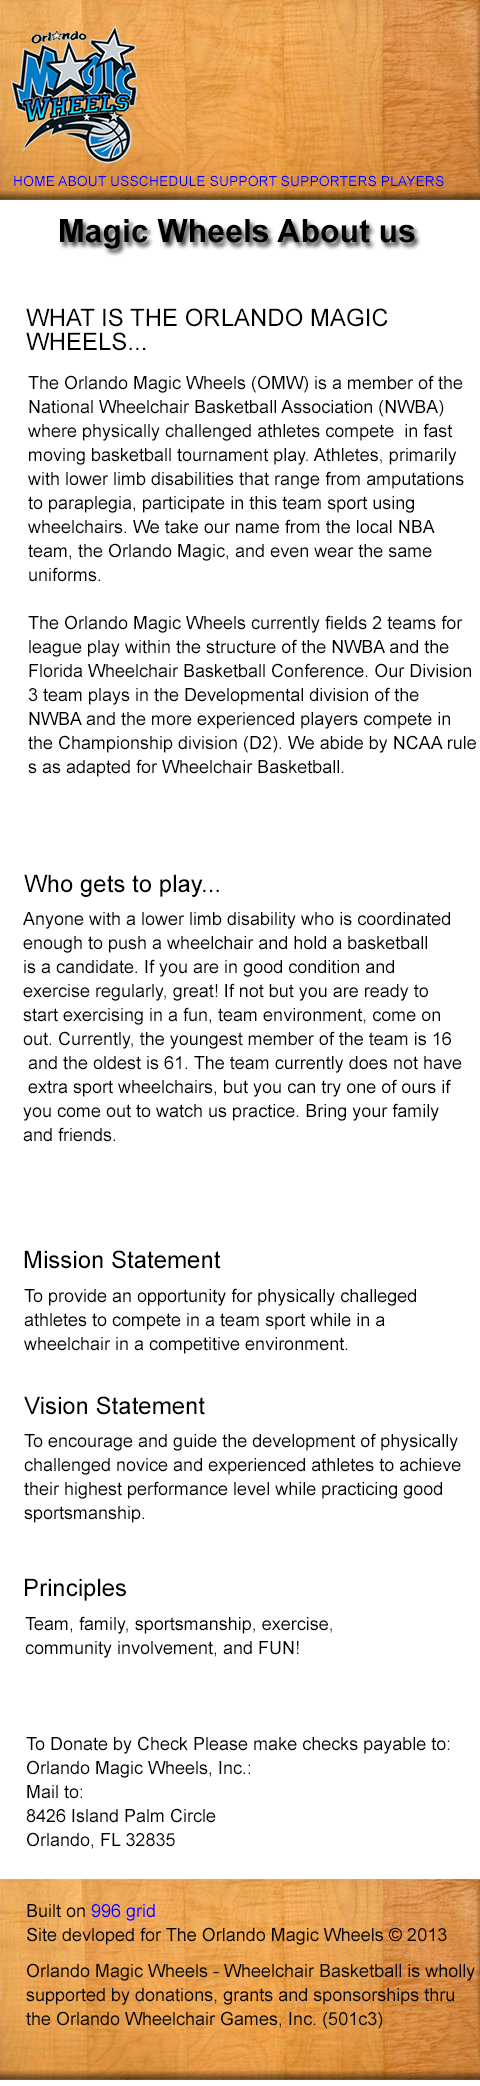 Orlando
MAGIC
WHEELS
HOME ABOUT USSCHEDULE SUPPORT SUPPORTERS PLAYERS
Magic Wheels About us
WHAT IS THE ORLANDO MAGIC
WHEELS...
The Orlando Magic Wheels (OMW) is a member of the
National Wheelchair Basketball Association (NWBA)
where physically challenged athletes compete  in fast
moving basketball tournament play. Athletes, primarily
with lower limb disabilities that range from amputations
to paraplegia, participate in this team sport using
wheelchairs. We take our name from the local NBA
team, the Orlando Magic, and even wear the same
uniforms.
The Orlando Magic Wheels currently fields 2 teams for
league play within the structure of the NWBA and the
Florida Wheelchair Basketball Conference. Our Division
3 team plays in the Developmental division of the
NWBA and the more experienced players compete in
the Championship division (D2). We abide by NCAA rule
s as adapted for Wheelchair Basketball.
Who gets to play...
Anyone with a lower limb disability who is coordinated
enough to push a wheelchair and hold a basketball
is a candidate. If you are in good condition and
exercise regularly, great! If not but you are ready to
start exercising in a fun, team environment, come on
out. Currently, the youngest member of the team is 16
and the oldest is 61. The team currently does not have
extra sport wheelchairs, but you can try one of ours if
you come out to watch us practice. Bring your family
and friends.
Mission Statement
To provide an opportunity for physically challeged
athletes to compete in a team sport while in a
wheelchair in a competitive environment.
Vision Statement
To encourage and guide the development of physically
challenged novice and experienced athletes to achieve
their highest performance level while practicing good
sportsmanship.
Principles
Team, family, sportsmanship, exercise,
community involvement, and FUN!
To Donate by Check Please make checks payable to:
Orlando Magic Wheels, Inc.:
Mail to:
8426 Island Palm Circle
Orlando, FL 32835
Built on 996 grid
Site devloped for The Orlando Magic Wheels © 2013
Orlando Magic Wheels - Wheelchair Basketball is wholly
supported by donations, grants and sponsorships thru
the Orlando Wheelchair Games, Inc. (501c3)